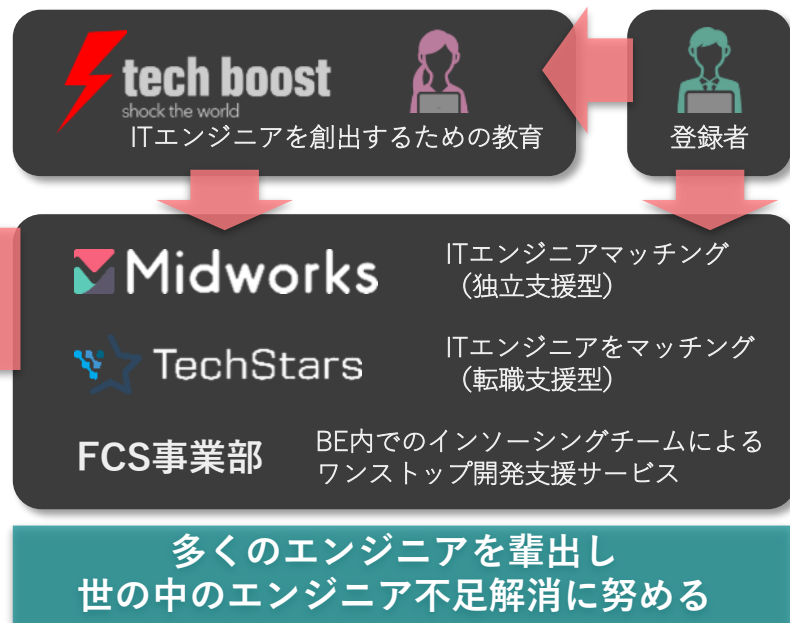 tech boost
shock the world
ITエンジニアを創出するための教育
登録者
Midworks
ITエンジニアマッチング
（独立支援型）
TechStars
ITエンジニアをマッチング
（転職支援型）
FCS事業部
BE内でのインソーシングチームによる
ワンストップ開発支援サービス
多くのエンジニアを輩出し
世の中のエンジニア不足解消に努める